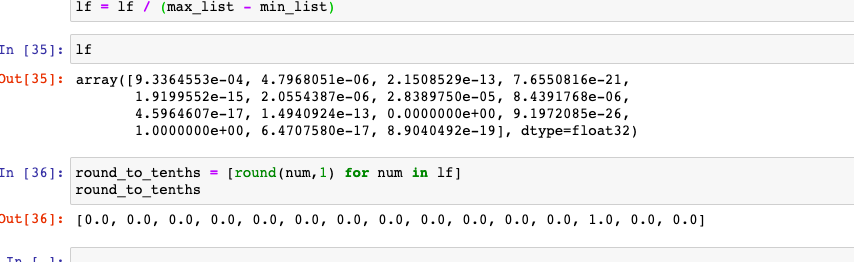 lf = lf / (max_list - min_list)
In [35]: lf
Out[35]: array([9.3364553e-04, 4.7968051e-06, 2.1508529e-13, 7.6550816e-21,
1.9199552e-15, 2.0554387e-06, 2.8389750e-05, 8.4391768e-06,
4.5964607e-17, 1.4940924e-13, 0.0000000e+00, 9.1972085e-26,
1.0000000e+00, 6.4707580e-17, 8.9040492e-19], dtype=float32)
In [36]: round_to_tenths = [round(num,1) for num in lf]
round_to_tenths
Out[36]: [0.0, 0.0, 0.0, 0.0, 0.0, 0.0, 0.0, 0.0, 0.0, 0.0, 0.0, 0.0, 1.0, 0.0, 0.0]
In [ ]: